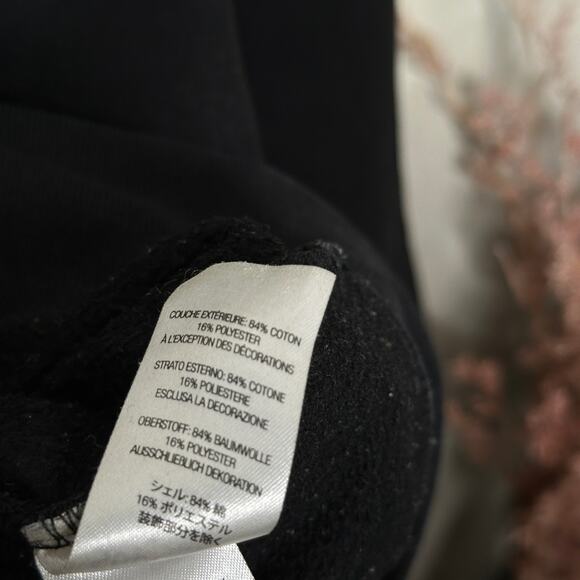 COUCHE EXTÉRIEURE: 84% COTON
16% POLYESTER
À L'EXCEPTION DES DÉCORATIONS
STRATO ESTERNO: 84% COTONE
16% POLIESTERE
ESCLUSA LA DECORAZIONE
OBERSTOFF: 84% BAUMWOLLE
16% POLYESTER
AUSSCHLIEBLICH DEKORATION
シェル: 84% 綿
16% ポリエステル
装飾部分を除く